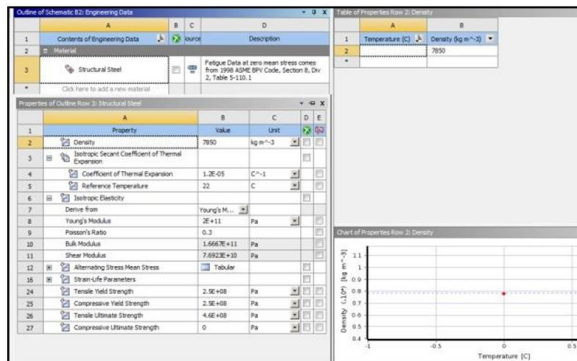 Outline of Schematic B2: Engineering Data
A B C D
1 Contents of Engineering Data Description
2 Material
3 Structural Steel Fatigue Data at zero mean stress comes from 1998 ASME BPV Code, Section 8, Div 2, Table 5-110.1
* Click here to add a new material
Properties of Outline Row 3: Structural Steel
A B C D E
1 Property Value Unit
2 Density 7850 kg m^-3
3 Isotropic Secant Coefficient of Thermal Expansion
4 Coefficient of Thermal Expansion 1.2E-05 C^-1
5 Reference Temperature 22 C
6 Isotropic Elasticity
7 Derive from Young's M...
8 Young's Modulus 2E+11 Pa
9 Poisson's Ratio 0.3
10 Bulk Modulus 1.6667E+11 Pa
11 Shear Modulus 7.6923E+10 Pa
12 Alternating Stress Mean Stress Tabular
16 Strain-Life Parameters
24 Tensile Yield Strength 2.5E+08 Pa
25 Compressive Yield Strength 2.5E+08 Pa
26 Tensile Ultimate Strength 4.6E+08 Pa
27 Compressive Ultimate Strength 0 Pa
Table of Properties Row 2: Density
A B
1 Temperature (C) Density (kg m^-3)
2 7850
*
Chart of Properties Row 2: Density
1.1
1
0.9
0.8
0.7
0.6
0.5
0.4
-1 -0.5 0 0.5
Temperature [C]